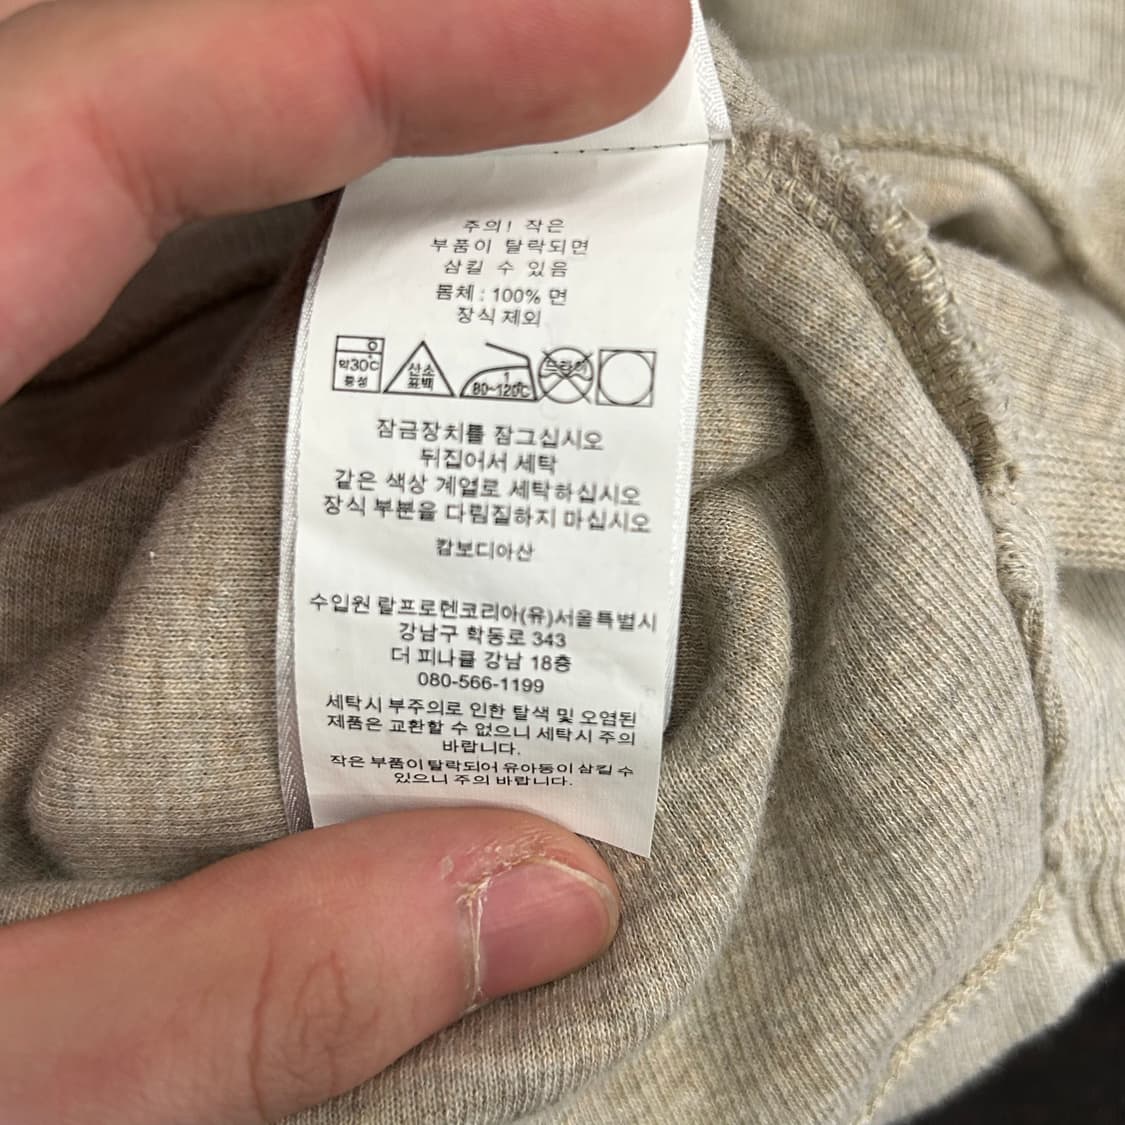 주의! 작은
부품이 탈락되면
삼킬 수 있음
몸체 : 100% 면
장식 제외
약30℃
중성
산소
표백
1
80~120℃
드라이
잠금장치를 잠그십시오
뒤집어서 세탁
같은 색상 계열로 세탁하십시오
장식 부분을 다림질하지 마십시오
캄보디아산
수입원 랄프로렌코리아(유)서울특별시
강남구 학동로 343
더 피나클 강남 18층
080-566-1199
세탁시 부주의로 인한 탈색 및 오염된
제품은 교환할 수 없으니 세탁시 주의
바랍니다.
작은 부품이 탈락되어 유아동이 삼킬 수
있으니 주의 바랍니다.